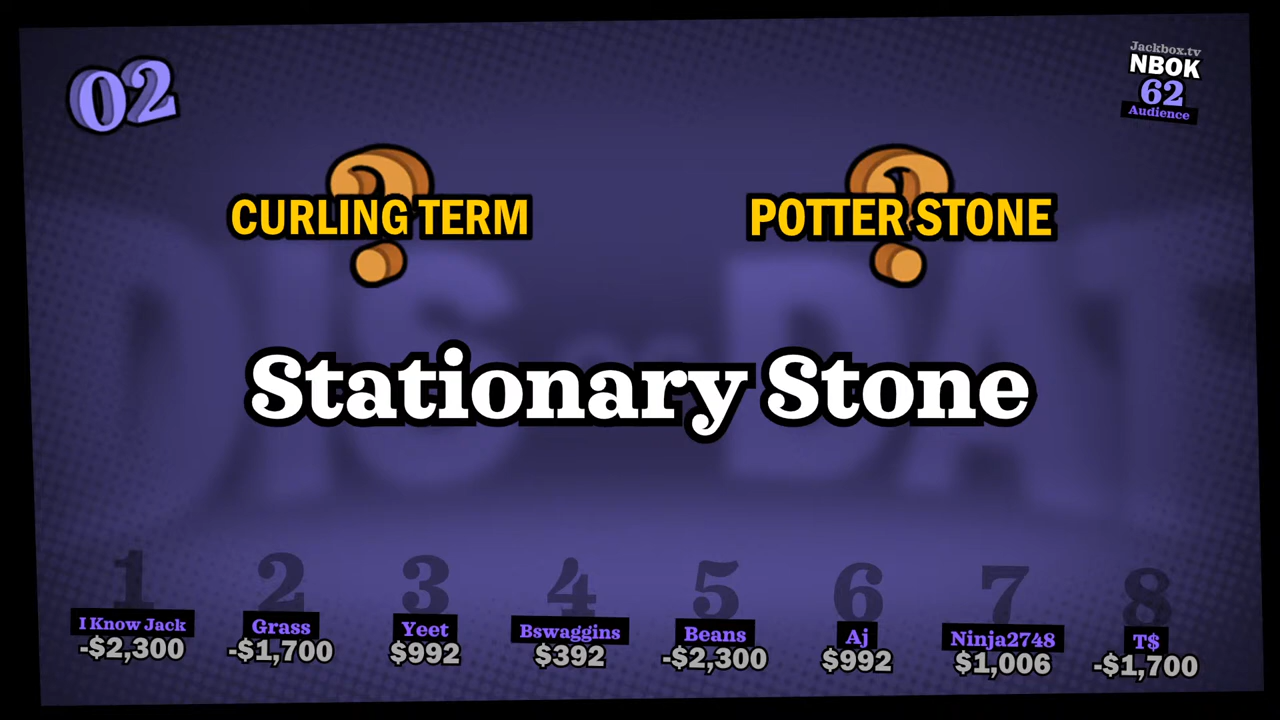 02
Jackbox.tv
NBOK
62
Audience
CURLING TERM
POTTER STONE
DIS DAT
Stationary Stone
1 2 3 4 5 6 7 8
I Know Jack Grass Yeet Bswaggins Beans Aj Ninja2748 T$
-$2,300 -$1,700 $992 $392 -$2,300 $992 $1,006 -$1,700